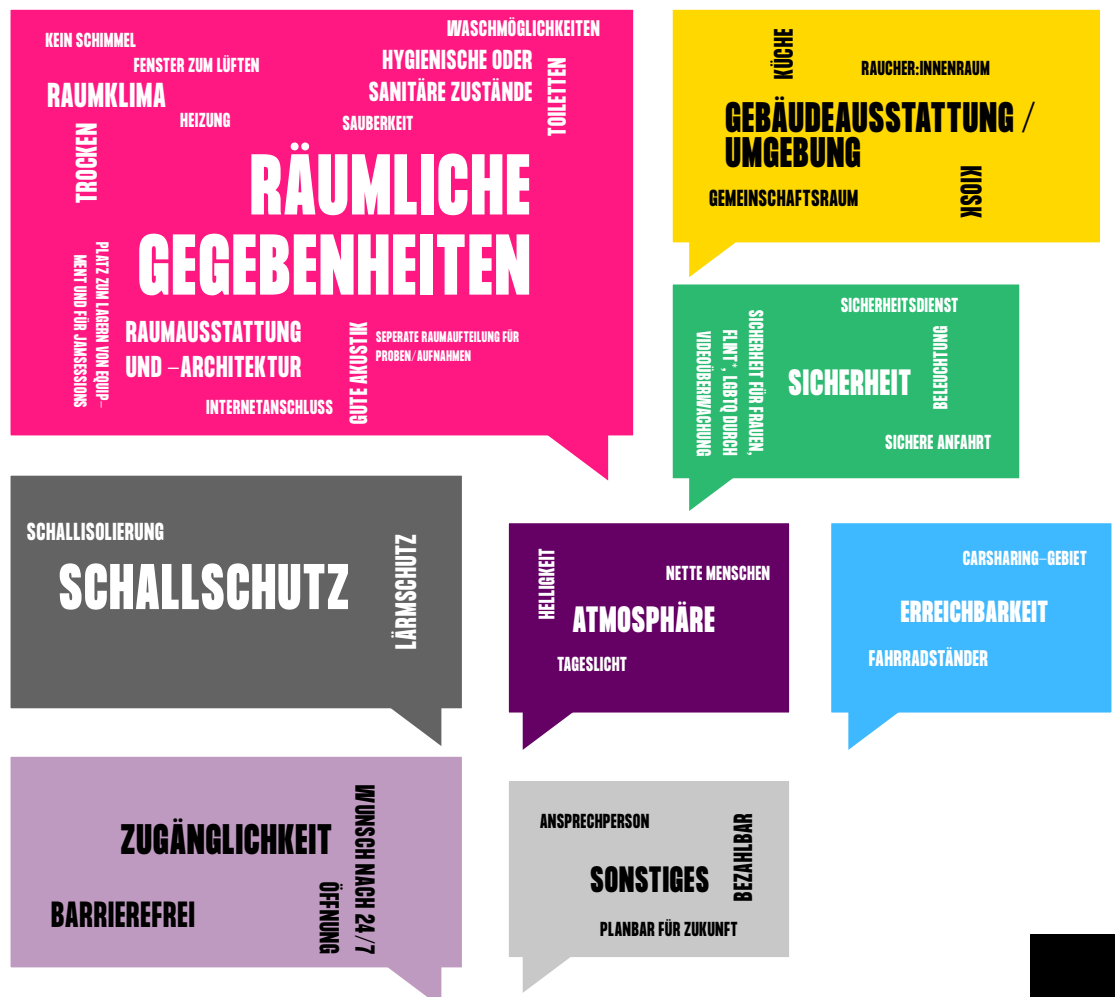 KEIN SCHIMMEL
WASCHMÖGLICHKEITEN
FENSTER ZUM LÜFTEN
HYGIENISCHE ODER
SANITÄRE ZUSTÄNDE
TOILETTEN
RAUMKLIMA
HEIZUNG
SAUBERKEIT
TROCKEN
RÄUMLICHE
GEGEBENHEITEN
PLATZ ZUM LAGERN VON EQUIP-
MENT UND FÜR JAMSESSIONS
RAUMAUSSTATTUNG
UND -ARCHITEKTUR
GUTE AKUSTIK
SEPERATE RAUMAUFTEILUNG FÜR
PROBEN/AUFNAHMEN
INTERNETANSCHLUSS
KÜCHE
RAUCHER:INNENRAUM
GEBÄUDEAUSSTATTUNG /
UMGEBUNG
GEMEINSCHAFTSRAUM
KIOSK
SICHERHEITSDIENST
SICHERHEIT FÜR FRAUEN,
FLINT*, LGBTQ DURCH
VIDEOÜBERWACHUNG
SICHERHEIT
BELEUCHTUNG
SICHERE ANFAHRT
SCHALLISOLIERUNG
SCHALLSCHUTZ
LÄRMSCHUTZ
HELLIGKEIT
NETTE MENSCHEN
ATMOSPHÄRE
TAGESLICHT
CARSHARING-GEBIET
ERREICHBARKEIT
FAHRRADSTÄNDER
ZUGÄNGLICHKEIT
WUNSCH NACH 24/7
ÖFFNUNG
BARRIEREFREI
ANSPRECHPERSON
SONSTIGES
BEZAHLBAR
PLANBAR FÜR ZUKUNFT